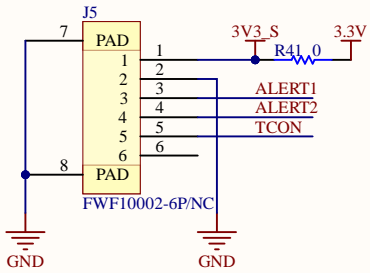 J5
3V3_S
3.3V
7
PAD
1
R41 0
1
2
2
3
3
ALERT1
4
4
ALERT2
5
5
TCON
6
6
8
PAD
FWF10002-6P/NC
GND
GND